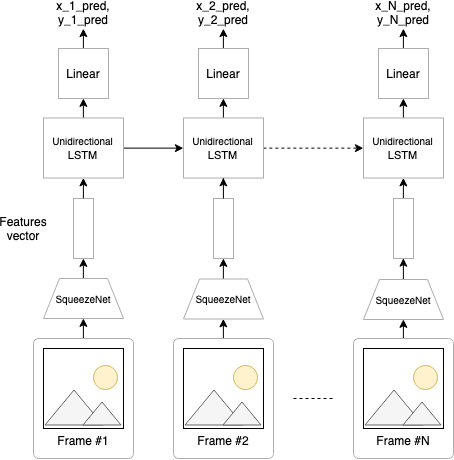 x_1_pred,
y_1_pred
x_2_pred,
y_2_pred
x_N_pred,
y_N_pred
Linear
Linear
Linear
Unidirectional
LSTM
Unidirectional
LSTM
Unidirectional
LSTM
Features
vector
SqueezeNet
SqueezeNet
SqueezeNet
Frame #1
Frame #2
Frame #N